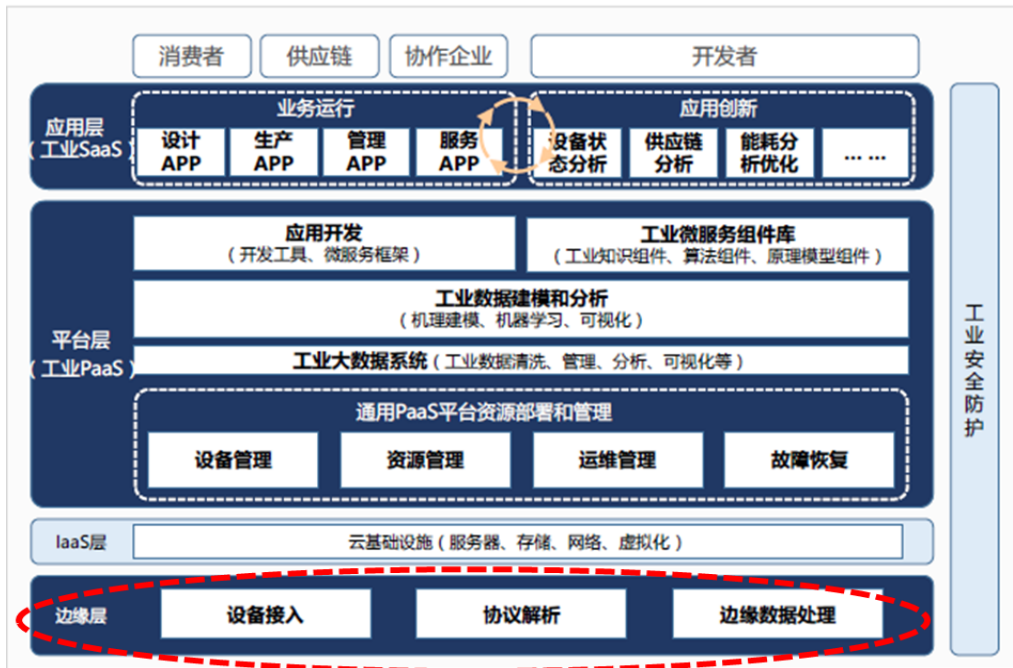 消费者 供应链 协作企业 开发者
业务运行 应用创新
应用层
（工业SaaS）
设计
APP
生产
APP
管理
APP
服务
APP
设备状
态分析
供应链
分析
能耗分
析优化
... ...
平台层
（工业PaaS）
应用开发
（开发工具、微服务框架）
工业微服务组件库
（工业知识组件、算法组件、原理模型组件）
工业数据建模和分析
（机理建模、机器学习、可视化）
工业大数据系统（工业数据清洗、管理、分析、可视化等）
通用PaaS平台资源部署和管理
设备管理 资源管理 运维管理 故障恢复
IaaS层
云基础设施（服务器、存储、网络、虚拟化）
边缘层
设备接入 协议解析 边缘数据处理
工业安全防护